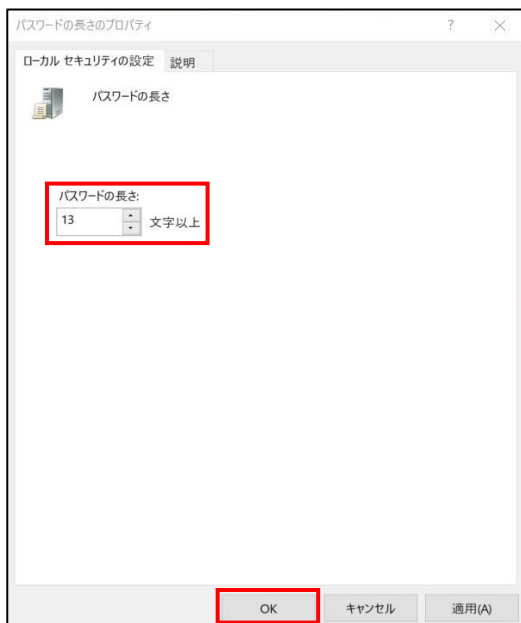 パスワードの長さのプロパティ ? ×
ローカル セキュリティの設定 説明
パスワードの長さ
パスワードの長さ:
13 文字以上
OK キャンセル 適用(A)